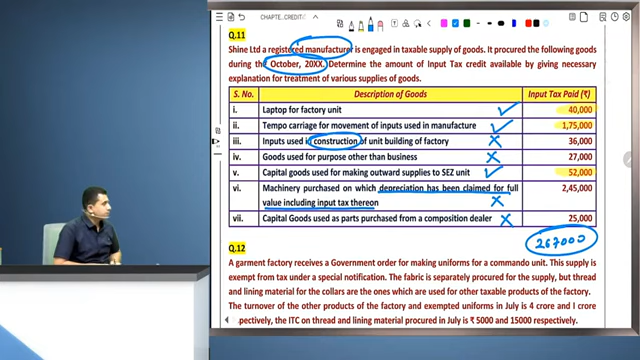 CHAPTE..CREDIT
Q.11
Shine Ltd a registered manufacturer is engaged in taxable supply of goods. It procured the following goods
during the October, 20XX. Determine the amount of Input Tax credit available by giving necessary
explanation for treatment of various supplies of goods.
S. No. Description of Goods Input Tax Paid (₹)
i. Laptop for factory unit 40,000
ii. Tempo carriage for movement of inputs used in manufacture 1,75,000
iii. Inputs used in construction of unit building of factory 36,000
iv. Goods used for purpose other than business 27,000
v. Capital goods used for making outward supplies to SEZ unit 52,000
vi. Machinery purchased on which depreciation has been claimed for full 2,45,000
value including input tax thereon
vii. Capital Goods used as parts purchased from a composition dealer 25,000
267000
Q.12
A garment factory receives a Government order for making uniforms for a commando unit. This supply is
exempt from tax under a special notification. The fabric is separately procured for the supply, but thread
and lining material for the collars are the ones which are used for other taxable products of the factory.
The turnover of the other products of the factory and exempted uniforms in July is 4 crore and 1 crore
pectively, the ITC on thread and lining material procured in July is ₹ 5000 and 15000 respectively.